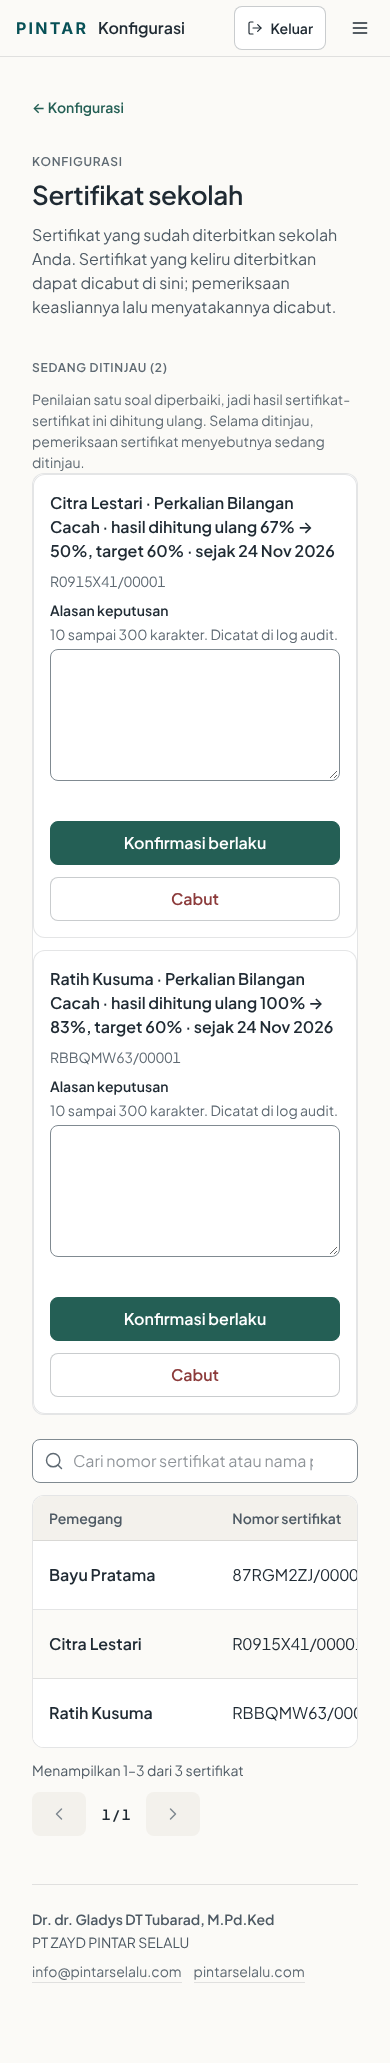 PINTAR Konfigurasi Keluar
← Konfigurasi
KONFIGURASI
Sertifikat sekolah
Sertifikat yang sudah diterbitkan sekolah
Anda. Sertifikat yang keliru diterbitkan
dapat dicabut di sini; pemeriksaan
keasliannya lalu menyatakannya dicabut.
SEDANG DITINJAU (2)
Penilaian satu soal diperbaiki, jadi hasil sertifikat-
sertifikat ini dihitung ulang. Selama ditinjau,
pemeriksaan sertifikat menyebutnya sedang
ditinjau.
Citra Lestari · Perkalian Bilangan
Cacah · hasil dihitung ulang 67% →
50%, target 60% · sejak 24 Nov 2026
R0915X41/00001
Alasan keputusan
10 sampai 300 karakter. Dicatat di log audit.
Konfirmasi berlaku
Cabut
Ratih Kusuma · Perkalian Bilangan
Cacah · hasil dihitung ulang 100% →
83%, target 60% · sejak 24 Nov 2026
RBBQMW63/00001
Alasan keputusan
10 sampai 300 karakter. Dicatat di log audit.
Konfirmasi berlaku
Cabut
Cari nomor sertifikat atau nama
Pemegang Nomor sertifikat
Bayu Pratama 87RGM2ZJ/0000
Citra Lestari R0915X41/0000
Ratih Kusuma RBBQMW63/000
Menampilkan 1–3 dari 3 sertifikat
1/1
Dr. dr. Gladys DT Tubarad, M.Pd.Ked
PT ZAYD PINTAR SELALU
info@pintarselalu.com pintarselalu.com